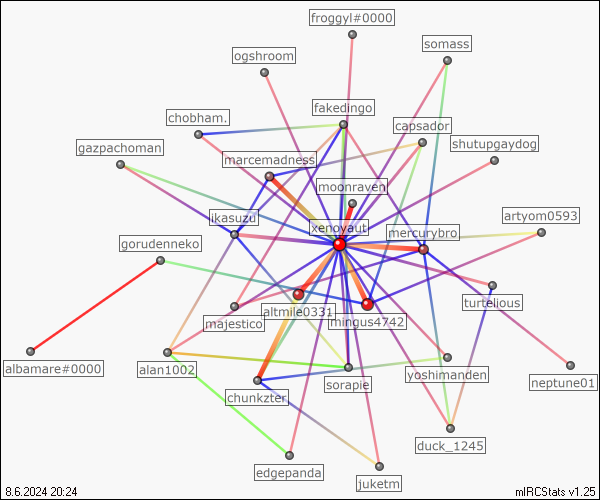 froggyl#0000
somass
ogshroom
fakedingo
chobham.
capsador
shutupgaydog
gazpachoman
marcemadness
moonraven
artyom0593
ikasuzu
xenoyaut
mercurybro.
gorudenneko
turtelious
altmile0331
majestico
mingus4742
albamare#0000
alan1002
yoshimanden
neptune01
sorapie
chunkzter
duck_1245
edgepanda
juketm
8.6.2024 20:24
mIRCStats v1.25